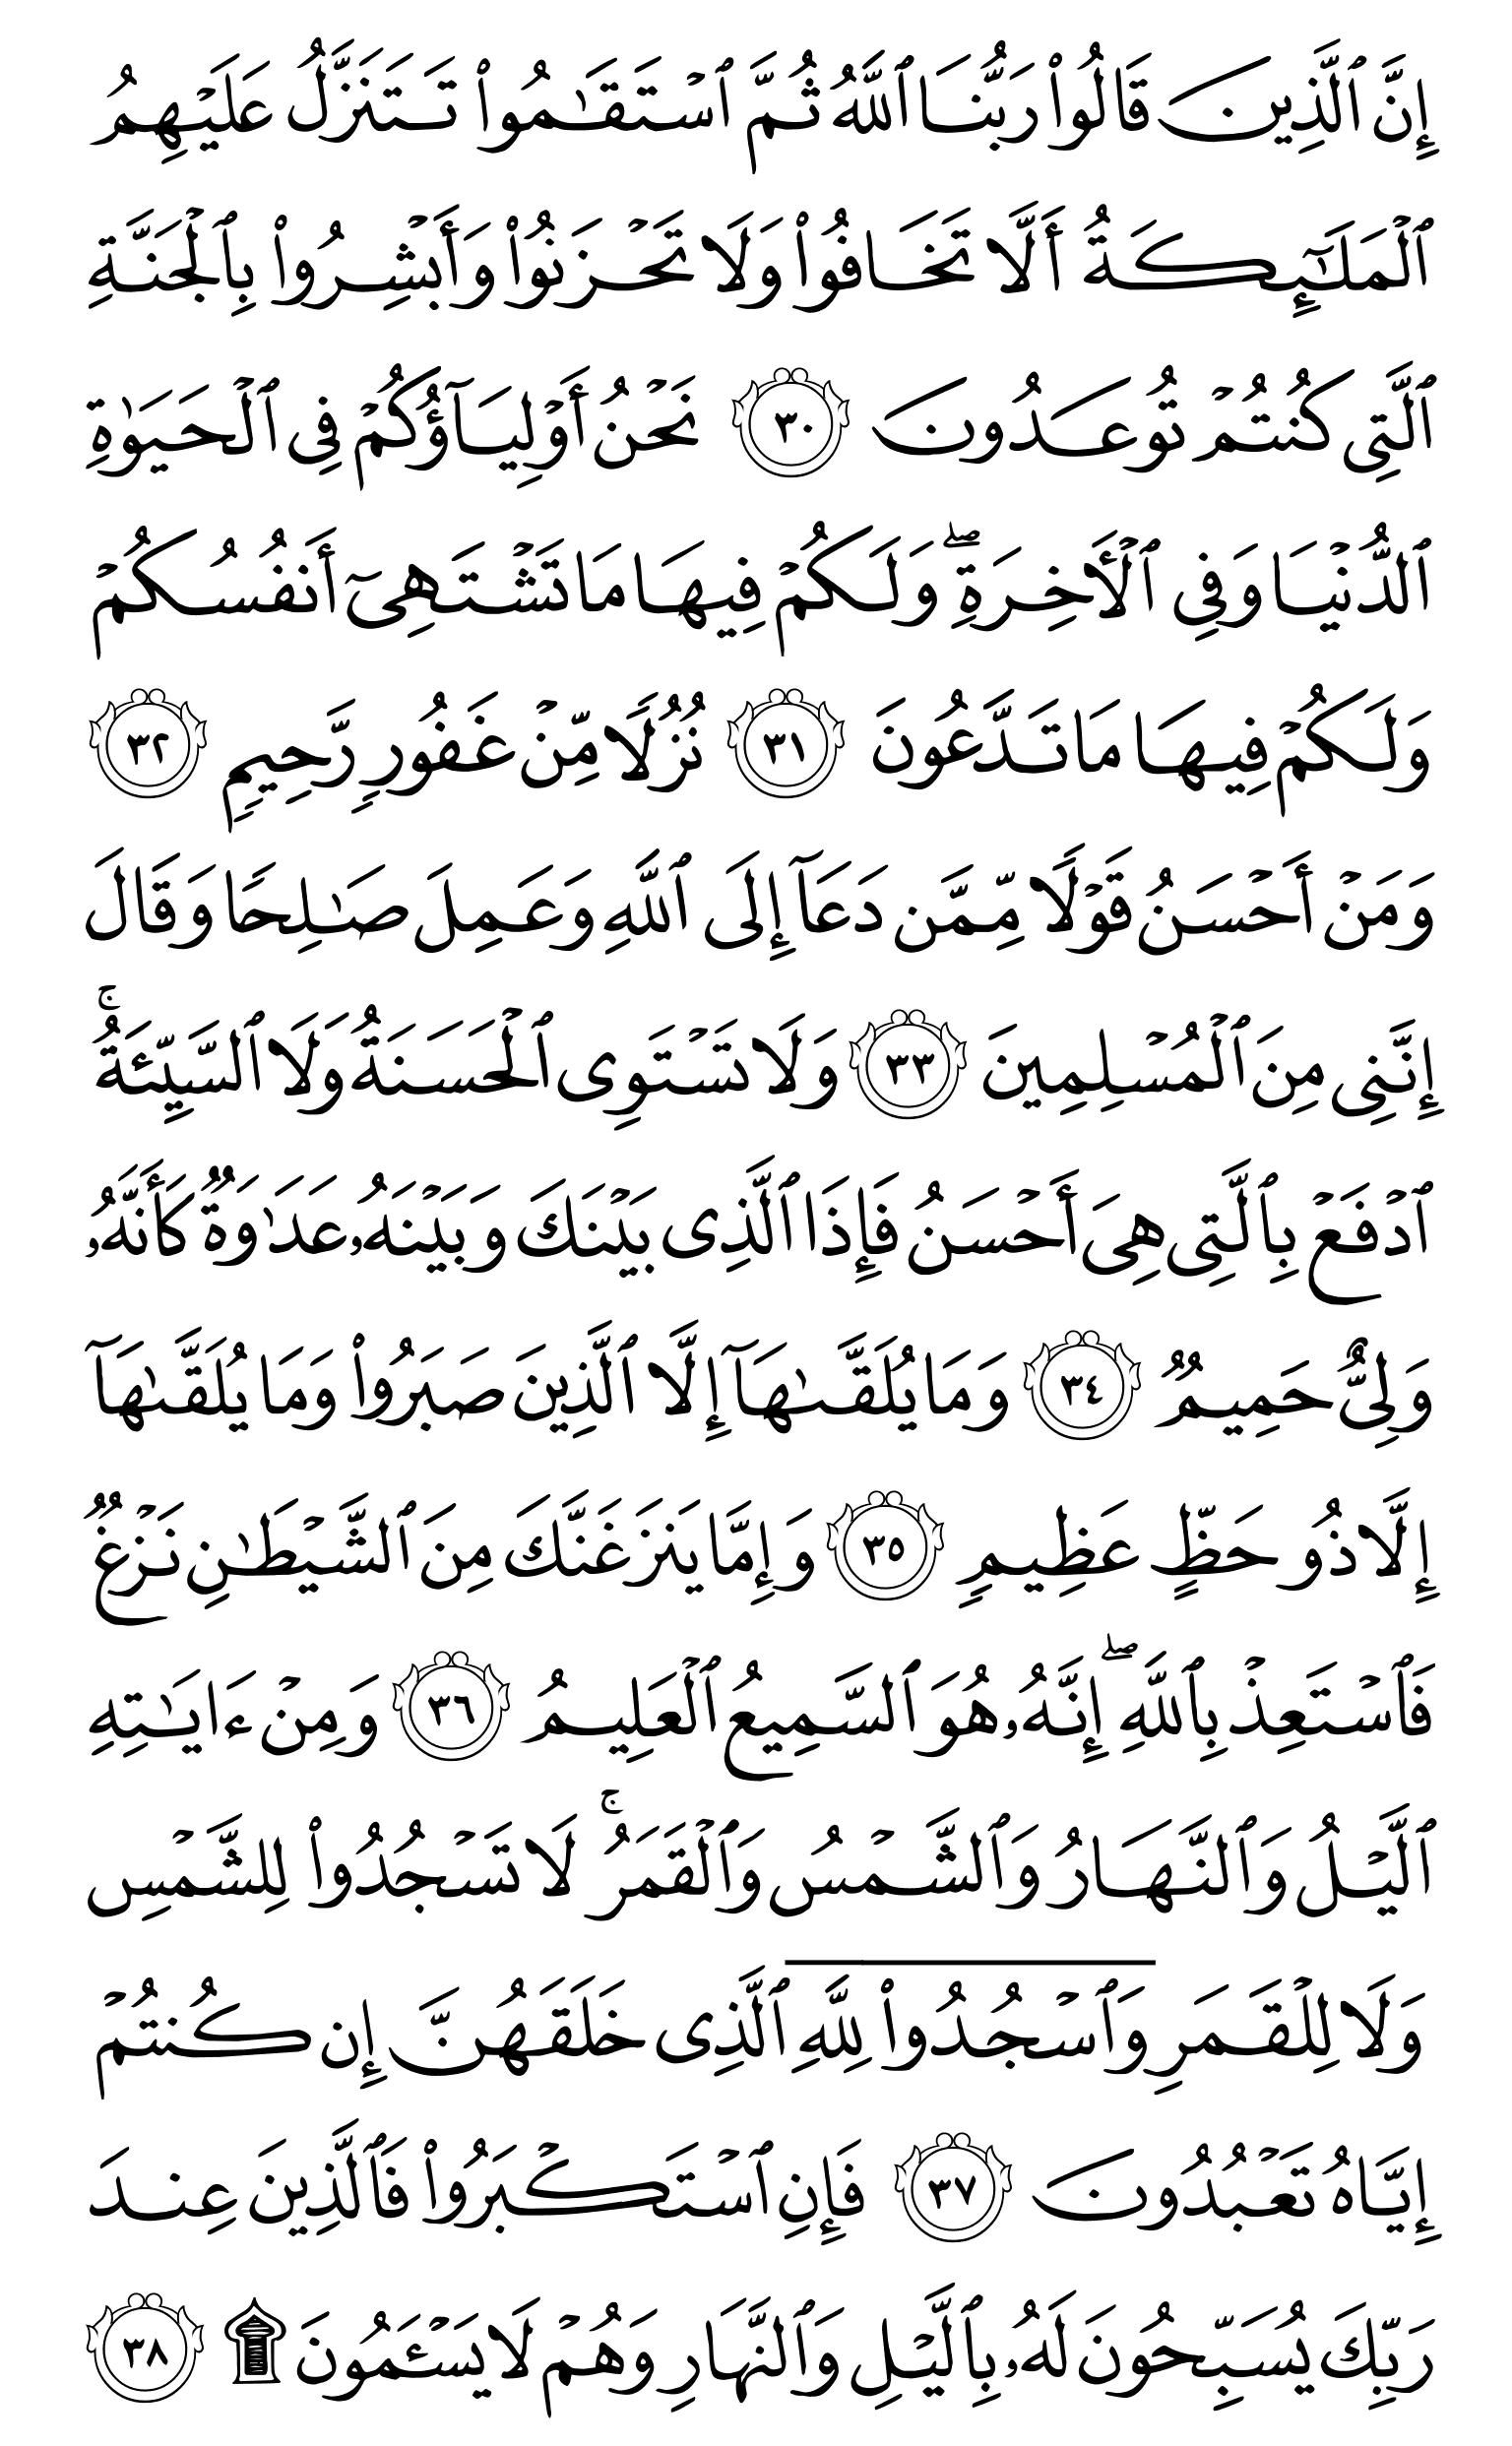 إِنَّ ٱلَّذِينَ قَالُوا۟ رَبُّنَا ٱللَّهُ ثُمَّ ٱسْتَقَـٰمُوا۟ تَتَنَزَّلُ عَلَيْهِمُ
ٱلْمَلَـٰٓئِكَةُ أَلَّا تَخَافُوا۟ وَلَا تَحْزَنُوا۟ وَأَبْشِرُوا۟ بِٱلْجَنَّةِ
ٱلَّتِى كُنتُمْ تُوعَدُونَ ٣٠ نَحْنُ أَوْلِيَآؤُكُمْ فِى ٱلْحَيَوٰةِ
ٱلدُّنْيَا وَفِى ٱلْـَٔاخِرَةِ ۖ وَلَكُمْ فِيهَا مَا تَشْتَهِىٓ أَنفُسُكُمْ
وَلَكُمْ فِيهَا مَا تَدَّعُونَ ٣١ نُزُلًا مِّنْ غَفُورٍ رَّحِيمٍ ٣٢
وَمَنْ أَحْسَنُ قَوْلًا مِّمَّن دَعَآ إِلَى ٱللَّهِ وَعَمِلَ صَـٰلِحًا وَقَالَ
إِنَّنِى مِنَ ٱلْمُسْلِمِينَ ٣٣ وَلَا تَسْتَوِى ٱلْحَسَنَةُ وَلَا ٱلسَّيِّئَةُ ۚ
ٱدْفَعْ بِٱلَّتِى هِىَ أَحْسَنُ فَإِذَا ٱلَّذِى بَيْنَكَ وَبَيْنَهُۥ عَدَٰوَةٌ كَأَنَّهُۥ
وَلِىٌّ حَمِيمٌ ٣٤ وَمَا يُلَقَّىٰهَآ إِلَّا ٱلَّذِينَ صَبَرُوا۟ وَمَا يُلَقَّىٰهَآ
إِلَّا ذُو حَظٍّ عَظِيمٍ ٣٥ وَإِمَّا يَنزَغَنَّكَ مِنَ ٱلشَّيْطَـٰنِ نَزْغٌ
فَٱسْتَعِذْ بِٱللَّهِ ۖ إِنَّهُۥ هُوَ ٱلسَّمِيعُ ٱلْعَلِيمُ ٣٦ وَمِنْ ءَايَـٰتِهِ
ٱلَّيْلُ وَٱلنَّهَارُ وَٱلشَّمْسُ وَٱلْقَمَرُ ۚ لَا تَسْجُدُوا۟ لِلشَّمْسِ
وَلَا لِلْقَمَرِ وَٱسْجُدُوا۟ لِلَّهِ ٱلَّذِى خَلَقَهُنَّ إِن كُنتُمْ
إِيَّاهُ تَعْبُدُونَ ٣٧ فَإِنِ ٱسْتَكْبَرُوا۟ فَٱلَّذِينَ عِندَ
رَبِّكَ يُسَبِّحُونَ لَهُۥ بِٱلَّيْلِ وَٱلنَّهَارِ وَهُمْ لَا يَسْـَٔمُونَ ۩ ٣٨